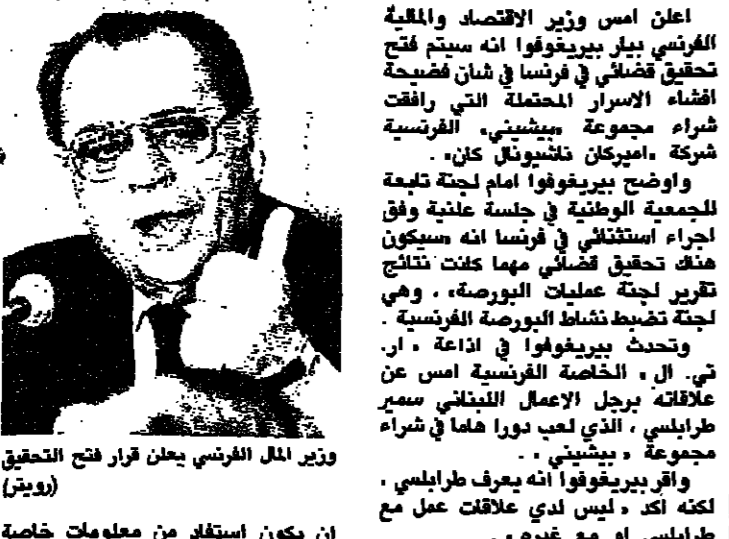 اعلن امس وزير الاقتصاد والمالية
الفرنسي بيار بيريغوفوا انه سيتم فتح
تحقيق قضائي في فرنسا في شان فضيحة
افشاء الاسرار المحتملة التي رافقت
شراء مجموعة «بيشيني» الفرنسية
شركة «اميركان ناشيونال كان» .
واوضح بيريغوفوا امام لجنة تابعة
للجمعية الوطنية في جلسة علنية وفق
اجراء استثنائي في فرنسا انه «سيكون
هناك تحقيق قضائي مهما كانت نتائج
تقرير لجنة عمليات البورصة» ، وهي
لجنة تضبط نشاط البورصة الفرنسية .
وتحدث بيريغوفوا في اذاعة « ار.
تي. ال » الخاصة الفرنسية امس عن
علاقاته برجل الاعمال اللبناني سمير
طرابلسي ، الذي لعب دورا هاما في شراء
مجموعة « بيشيني » .
واقر بيريغوفوا انه يعرف طرابلسي ،
لكنه اكد « ليس لدي علاقات عمل مع
طرابلسي او مع غيره » .
وزير المال الفرنسي يعلن قرار فتح التحقيق
(رويتر)
ان يكون استفاد من معلومات خاصة